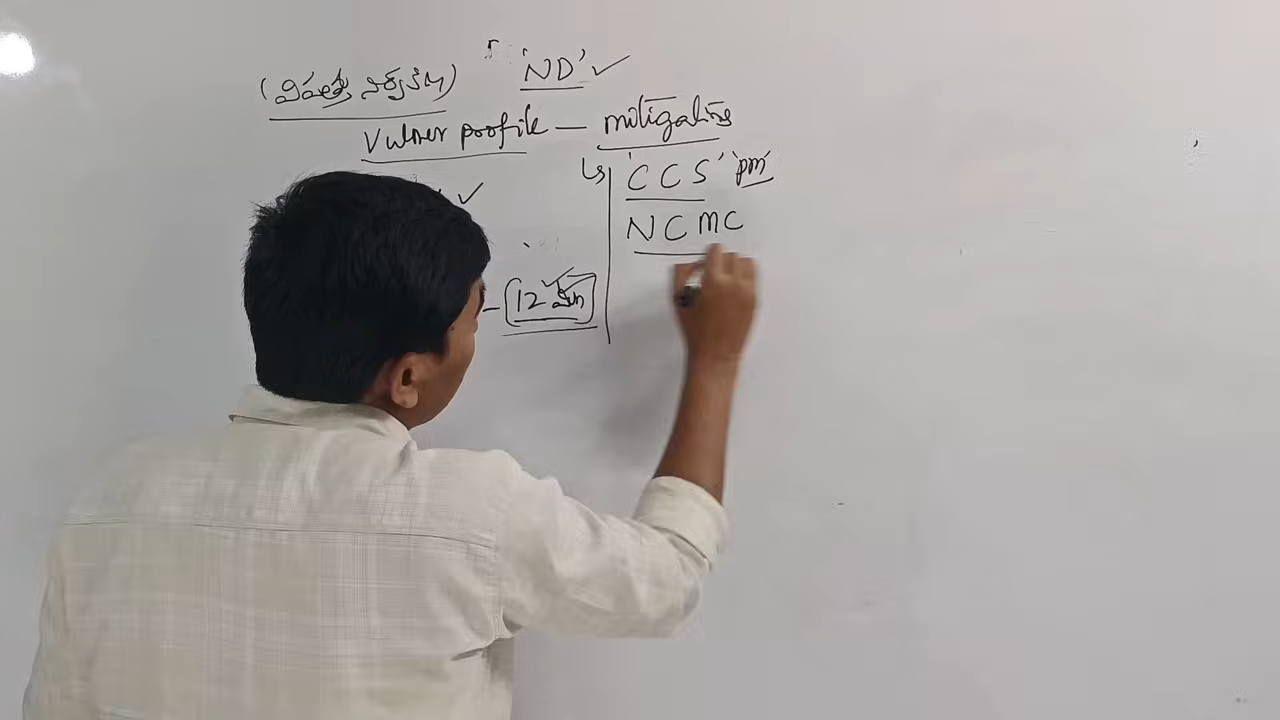 'ND' ✓
(విపత్తు నిర్వహణ)
Vulner profile — mitigation
↳ 'CCS' 'pm'
NCMC
- 12